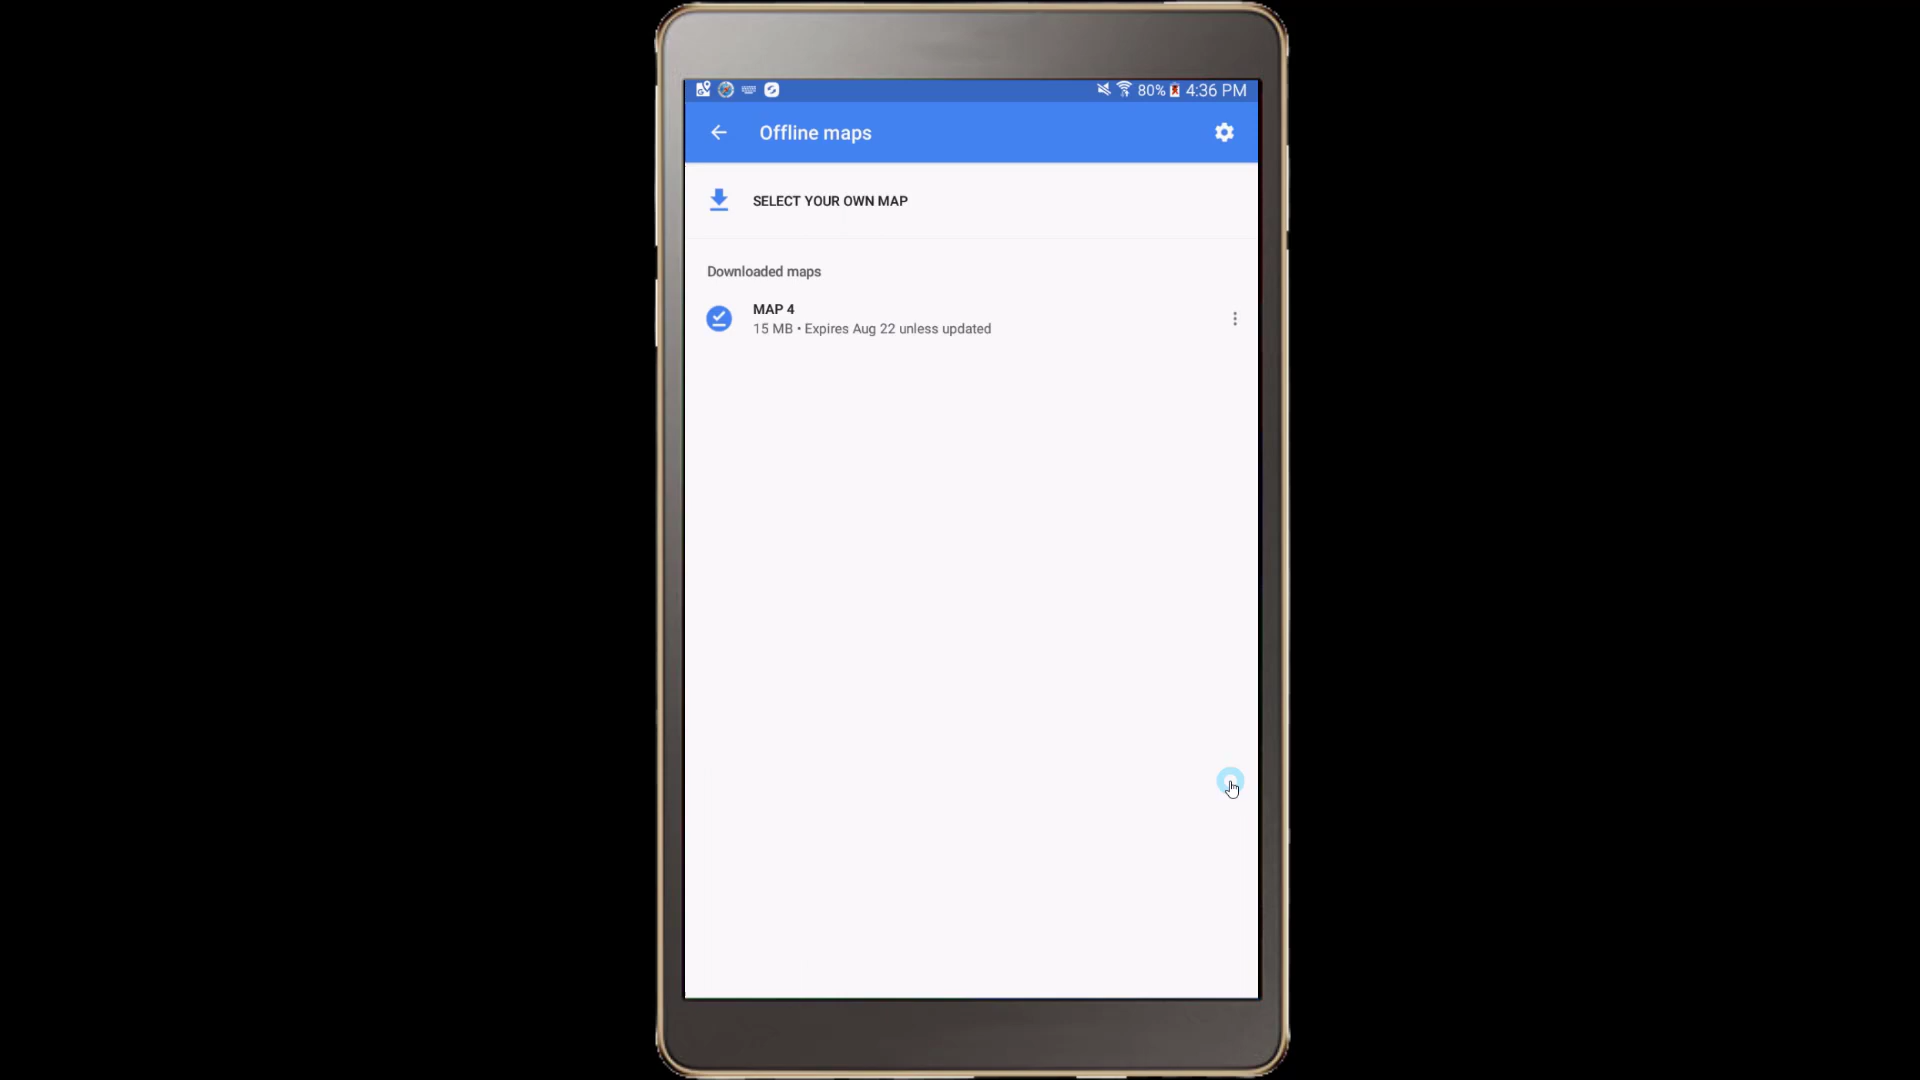 80% 4:36 PM
Offline maps
SELECT YOUR OWN MAP
Downloaded maps
MAP 4
15 MB • Expires Aug 22 unless updated